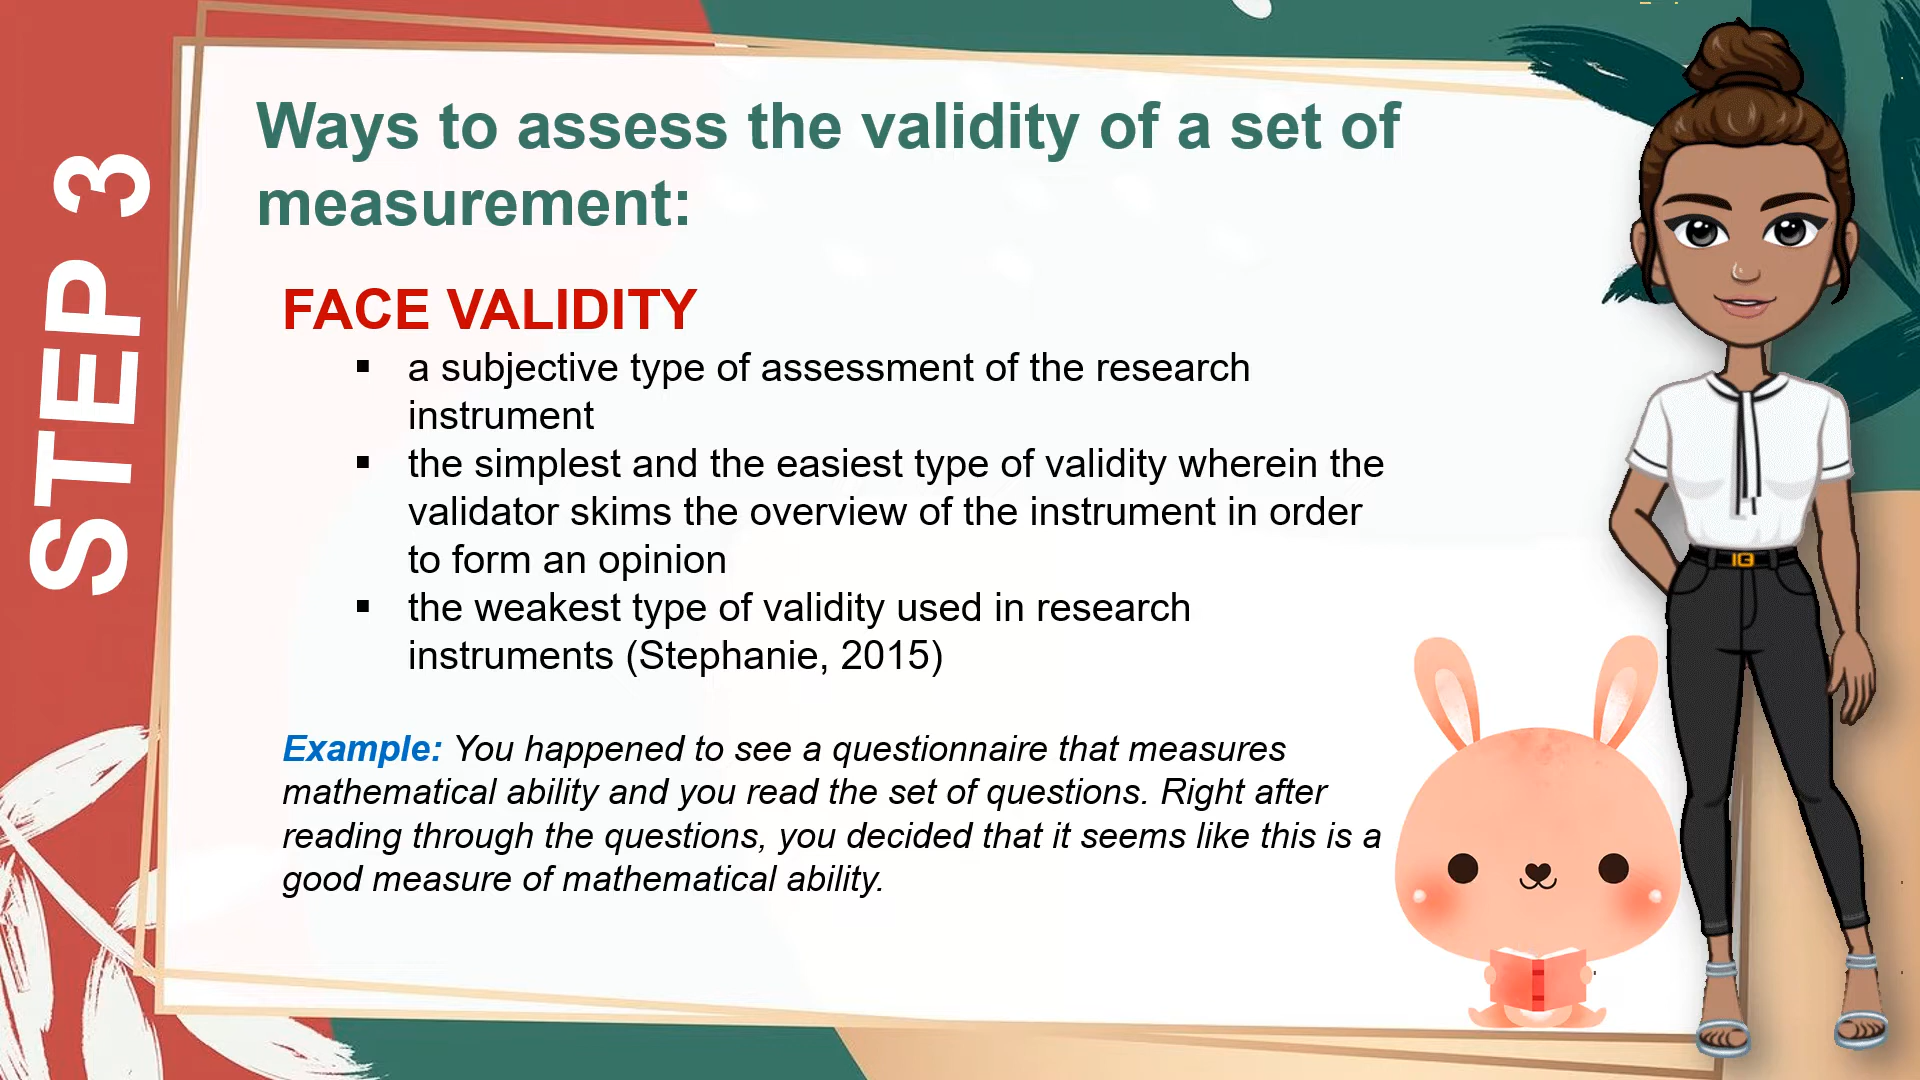 STEP 3
Ways to assess the validity of a set of
measurement:
FACE VALIDITY
▪ a subjective type of assessment of the research
instrument
▪ the simplest and the easiest type of validity wherein the
validator skims the overview of the instrument in order
to form an opinion
▪ the weakest type of validity used in research
instruments (Stephanie, 2015)
Example: You happened to see a questionnaire that measures
mathematical ability and you read the set of questions. Right after
reading through the questions, you decided that it seems like this is a
good measure of mathematical ability.